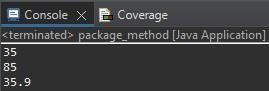 Console Coverage
<terminated> package_method [Java Application]
35
85
35.9